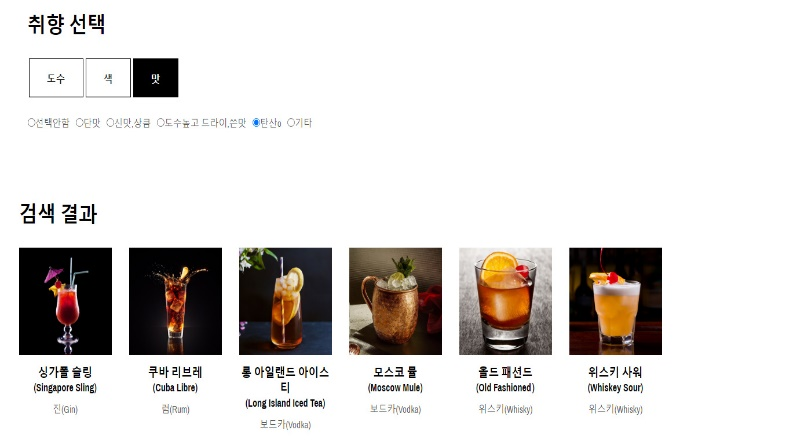 취향 선택
도수 색 맛
선택안함 단맛 신맛,상큼 도수높고 드라이,쓴맛 탄산o 기타
검색 결과
싱가폴 슬링
(Singapore Sling)
진(Gin)
쿠바 리브레
(Cuba Libre)
럼(Rum)
롱 아일랜드 아이스
티
(Long Island Iced Tea)
보드카(Vodka)
모스코 뮬
(Moscow Mule)
보드카(Vodka)
올드 패션드
(Old Fashioned)
위스키(Whisky)
위스키 사워
(Whiskey Sour)
위스키(Whisky)